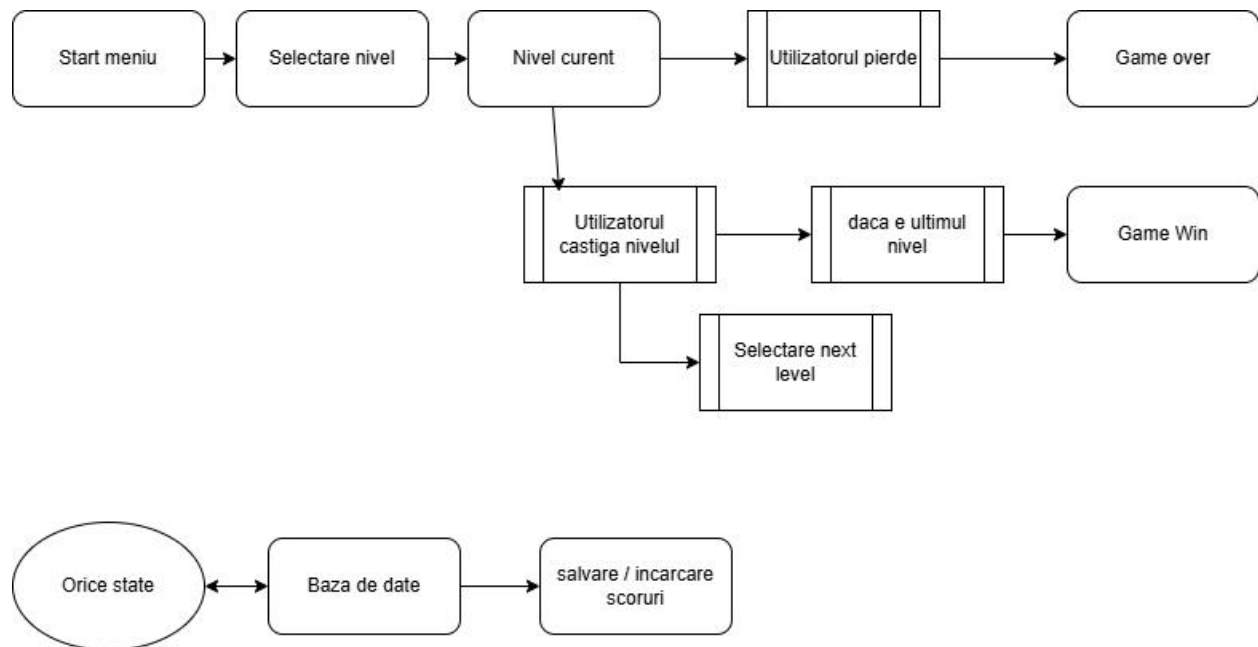 Start meniu
Selectare nivel
Nivel curent
Utilizatorul pierde
Game over
Utilizatorul
castiga nivelul
daca e ultimul
nivel
Game Win
Selectare next
level
Orice state
Baza de date
salvare / incarcare
scoruri